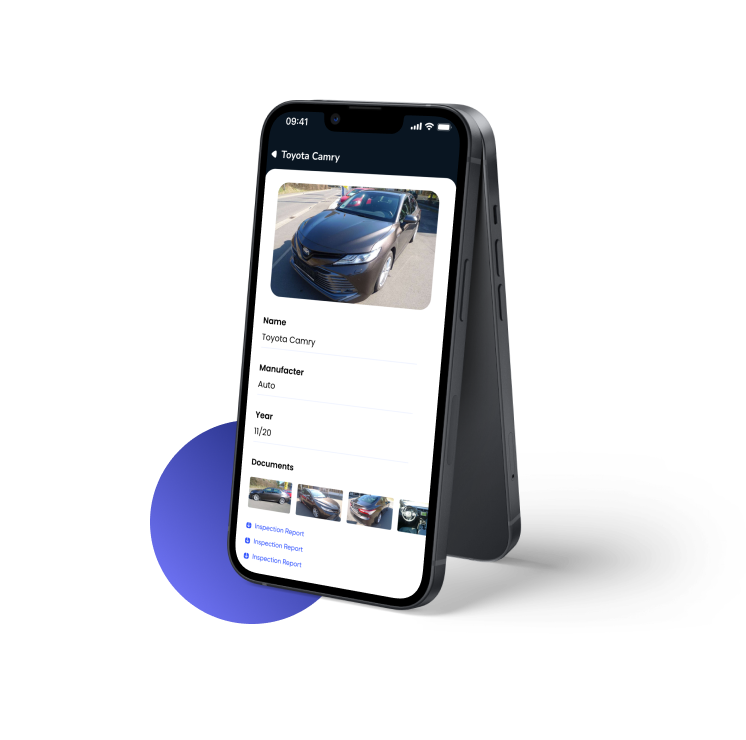 09:41
Toyota Camry
Name
Toyota Camry
Manufacter
Auto
Year
11/20
Documents
Inspection Report
Inspection Report
Inspection Report